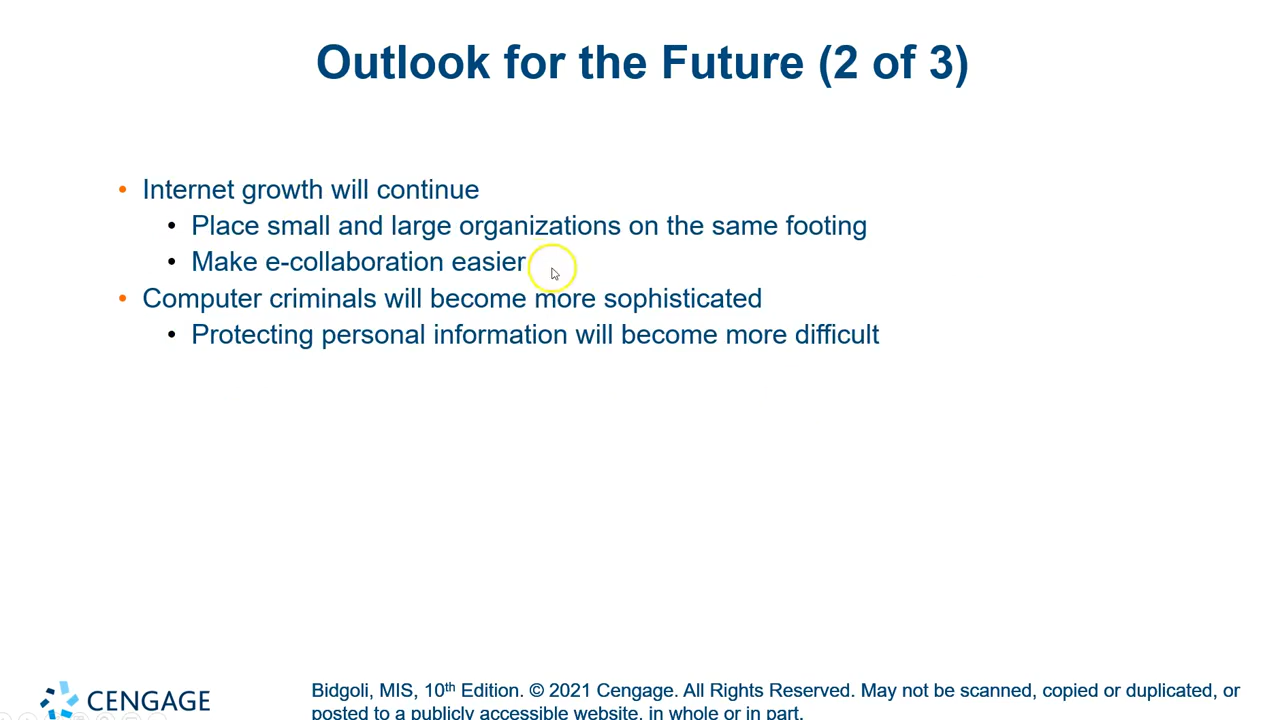 Outlook for the Future (2 of 3)
• Internet growth will continue
• Place small and large organizations on the same footing
• Make e-collaboration easier
• Computer criminals will become more sophisticated
• Protecting personal information will become more difficult
CENGAGE
Bidgoli, MIS, 10th Edition. © 2021 Cengage. All Rights Reserved. May not be scanned, copied or duplicated, or
posted to a publicly accessible website, in whole or in part.